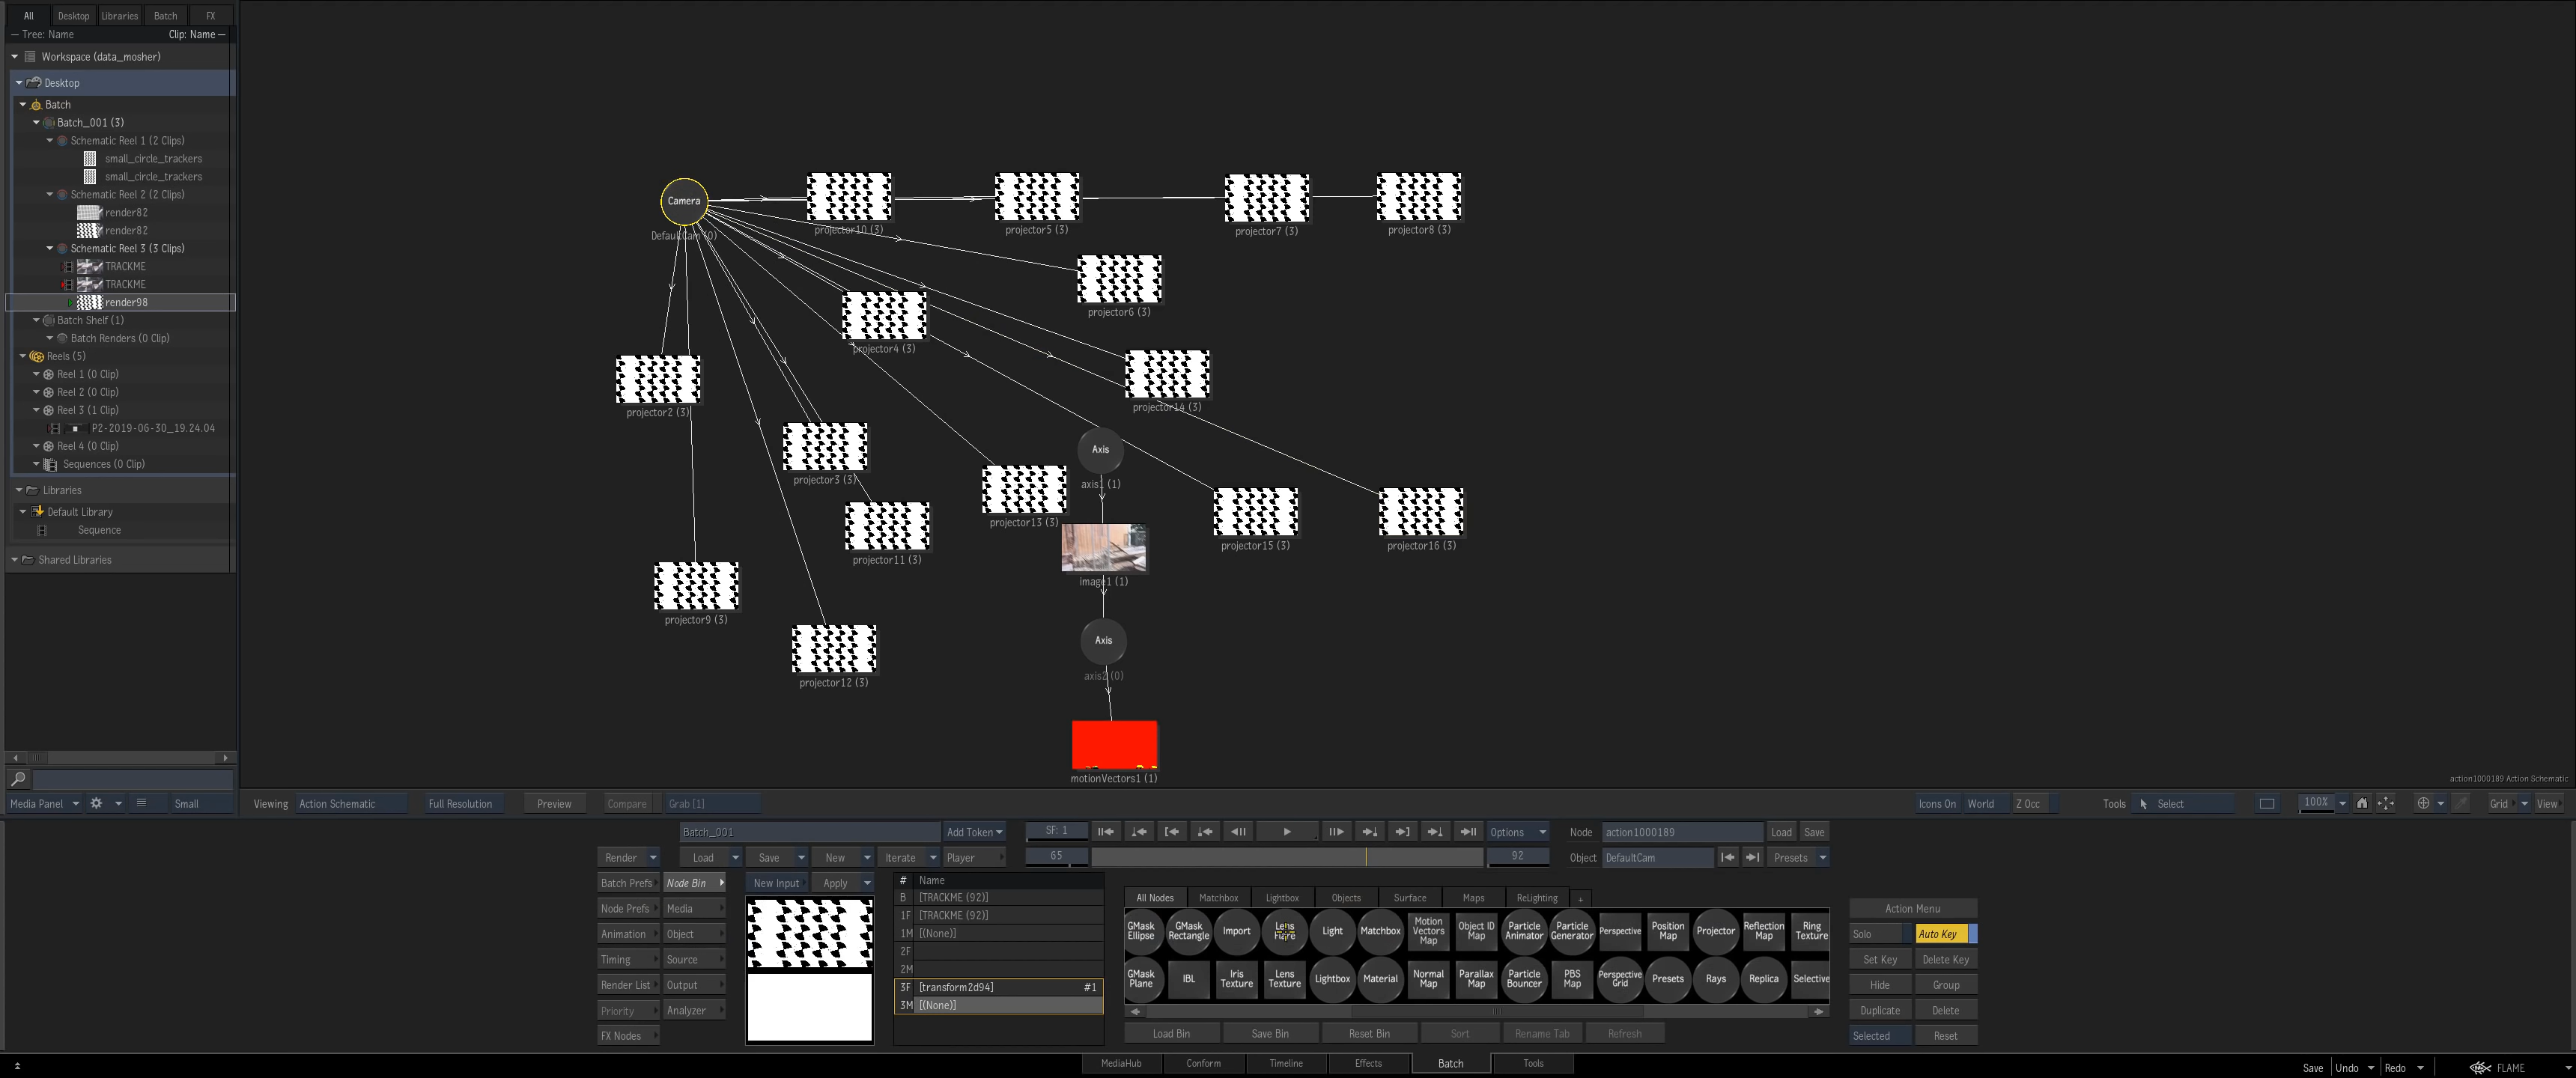 All Desktop Libraries Batch FX
Tree: Name Clip: Name
Workspace (data_mosher)
Desktop
Batch
Batch_001 (3)
Schematic Reel 1 (2 Clips)
small_circle_trackers
small_circle_trackers
Schematic Reel 2 (2 Clips)
render82
render82
Schematic Reel 3 (3 Clips)
TRACKME
TRACKME
render98
Batch Shelf (1)
Batch Renders (0 Clip)
Reels (5)
Reel 1 (0 Clip)
Reel 2 (0 Clip)
Reel 3 (1 Clip)
P2-2019-06-30_19.24.04
Reel 4 (0 Clip)
Sequences (0 Clip)
Libraries
Default Library
Sequence
Shared Libraries
Camera
DefaultCam (0)
projector10 (3)
projector5 (3)
projector7 (3)
projector8 (3)
projector6 (3)
projector4 (3)
projector2 (3)
projector14 (3)
projector3 (3)
Axis
axis1 (1)
projector13 (3)
projector11 (3)
projector15 (3)
projector16 (3)
image1 (1)
projector9 (3)
Axis
axis2 (0)
projector12 (3)
motionVectors1 (1)
action1000189 Action Schematic
Media Panel Small
Viewing Action Schematic Full Resolution Preview Compare Grab [1]
Icons On World Z Occ Tools Select 100% Grid View
Batch_001 Add Token SF: 1 Options Node action1000189 Load Save
Render Load Save New Iterate Player 65 92 Object DefaultCam Presets
Batch Prefs Node Bin New Input Apply
Node Prefs Media
Animation Object
Timing Source
Render List Output
Priority Analyzer
FX Nodes
# Name
B [TRACKME (92)]
1F [TRACKME (92)]
1M [(None)]
2F
2M
3F [transform2d94] #1
3M [(None)]
All Nodes Matchbox Lightbox Objects Surface Maps ReLighting +
GMask Ellipse GMask Rectangle Import Lens Flare Light Matchbox Motion Vectors Map Object ID Map Particle Animator Particle Generator Perspective Position Map Projector Reflection Map Ring Texture
GMask Plane IBL Iris Texture Lens Texture Lightbox Material Normal Map Parallax Map Particle Bouncer PBS Map Perspective Grid Presets Rays Replica Selective
Load Bin Save Bin Reset Bin Sort Rename Tab Refresh
Action Menu
Solo Auto Key
Set Key Delete Key
Hide Group
Duplicate Delete
Selected Reset
MediaHub Conform Timeline Effects Batch Tools
Save Undo Redo FLAME